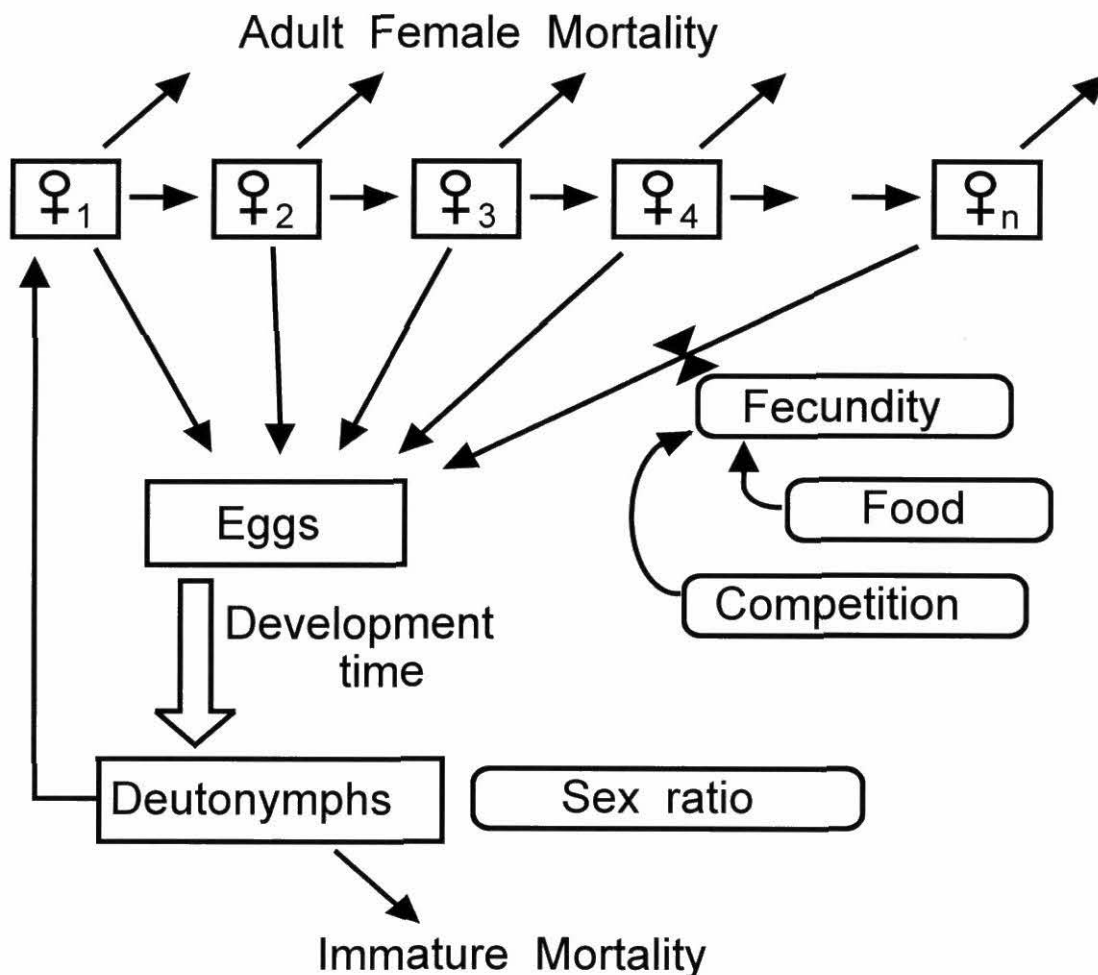 Adult Female Mortality
♀1 ♀2 ♀3 ♀4 ♀n
Fecundity
Food
Eggs
Competition
Development
time
Deutonymphs
Sex ratio
Immature Mortality